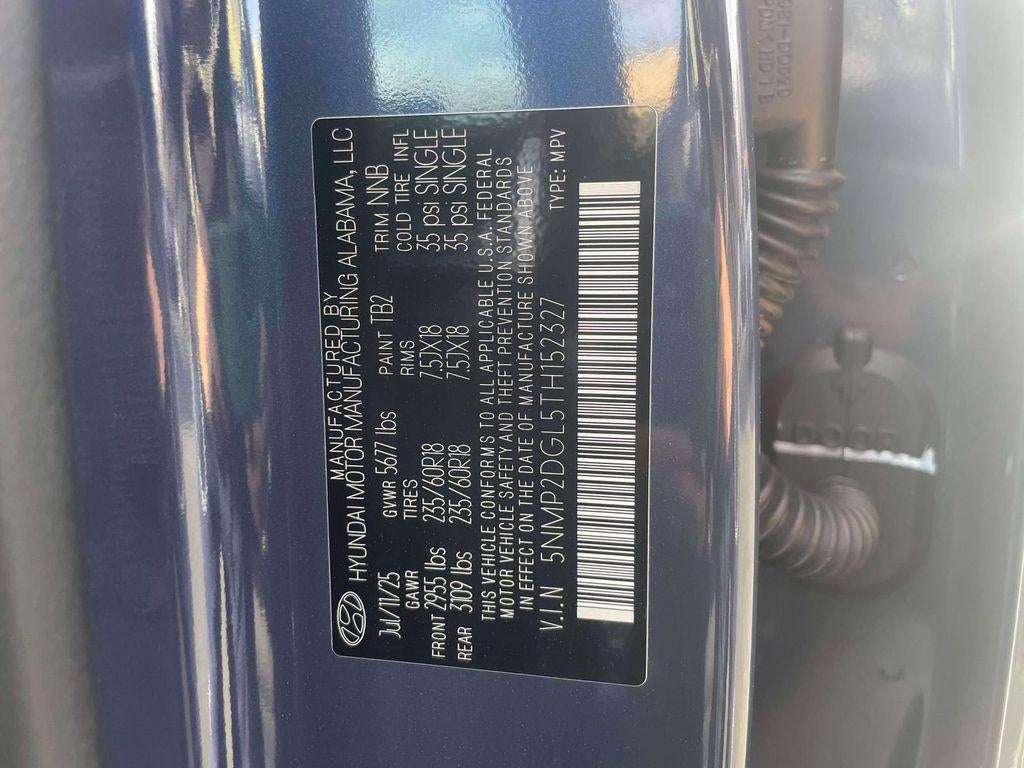 MANUFACTURED BY
HYUNDAI MOTOR MANUFACTURING ALABAMA, LLC
JUL/11/25 GVWR 5677 lbs PAINT TB2 TRIM NNB
GAWR TIRES RIMS COLD TIRE INFL
FRONT 2955 lbs 235/60R18 7.5JX18 35 psi SINGLE
REAR 3109 lbs 235/60R18 7.5JX18 35 psi SINGLE
THIS VEHICLE CONFORMS TO ALL APPLICABLE U.S.A. FEDERAL
MOTOR VEHICLE SAFETY AND THEFT PREVENTION STANDARDS
IN EFFECT ON THE DATE OF MANUFACTURE SHOWN ABOVE
V.I.N 5NMP2DGL5TH152327 TYPE: MPV
DOOR